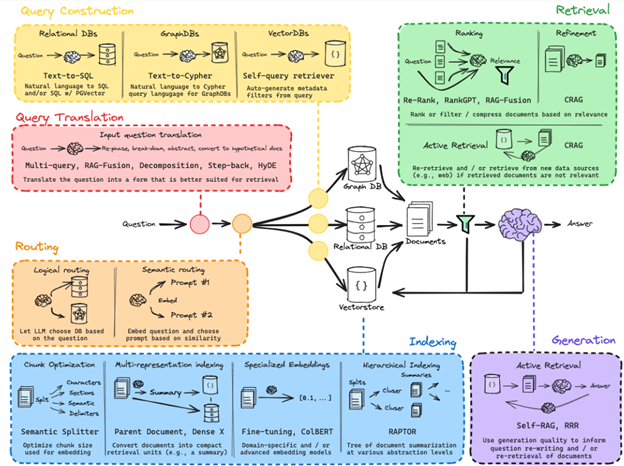 Query Construction
Relational DBs
Question
Text-to-SQL
Natural language to SQL
and/or SQL w/ PGVector
GraphDBs
Question
Text-to-Cypher
Natural language to Cypher
query langugage for GraphDBs
VectorDBs
Question
{ }
Self-query retriever
Auto-generate metadata
filters from query
Retrieval
Ranking
Question
Relevance
Re-Rank, RankGPT, RAG-Fusion
Rank or filter / compress documents based on relevance
Refinement
CRAG
Active Retrieval
{ }
CRAG
Re-retrieve and / or retrieve from new data sources
(e.g., web) if retrieved documents are not relevant
Query Translation
Input question translation
Question
Re-phase, break-down, abstract, convert to hypothetical docs
Multi-query, RAG-Fusion, Decomposition, Step-back, HyDE
Translate the question into a form that is better suited for retrieval
Question
Graph DB
Relational DB
{ }
Vectorstore
Documents
Answer
Routing
Logical routing
Let LLM choose DB based
on the question
Semantic routing
Prompt #1
Embed
Prompt #2
Embed question and choose
prompt based on similarity
Indexing
Chunk Optimization
Split
Characters
Sections
Semantic
Delimiters
Semantic Splitter
Optimize chunk size
used for embedding
Multi-representation indexing
Summary
{ }
Parent Document, Dense X
Convert documents into compact
retrieval units (e.g., a summary)
Specialized Embeddings
[0.1, ...]
Fine-tuning, ColBERT
Domain-specific and / or
advanced embedding models
Hierarchical Indexing
Summaries
Splits
Cluser
Cluser
...
RAPTOR
Tree of document summarization
at various abstraction levels
Generation
Active Retrieval
{ }
Answer
Question
Self-RAG, RRR
Use generation quality to inform
question re-writing and / or
re-retrieval of documents